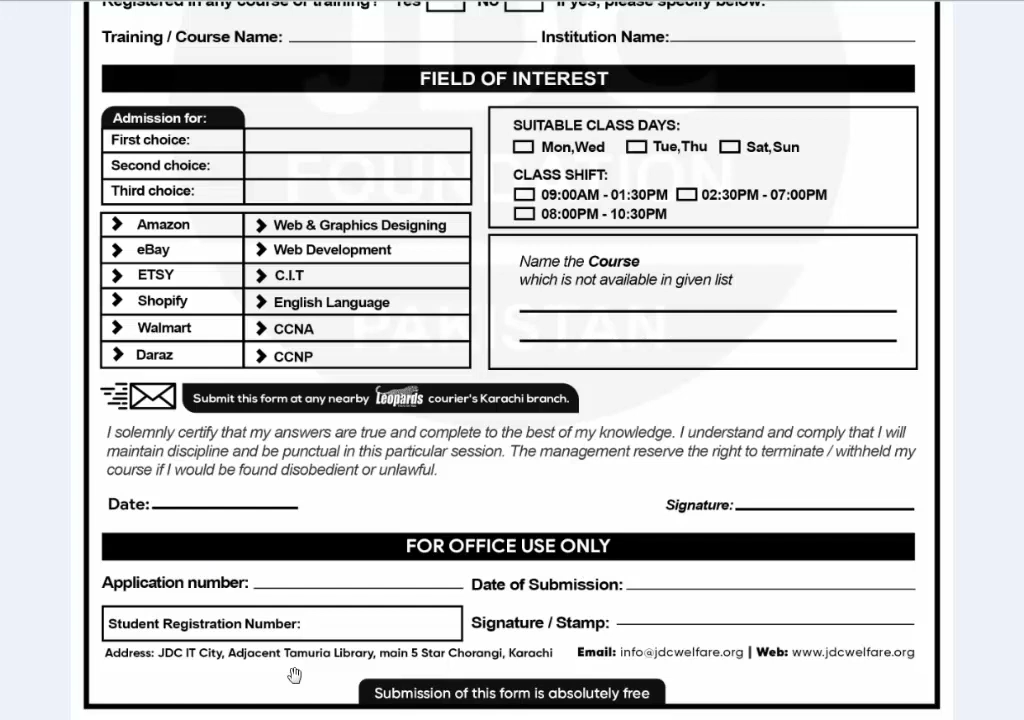 Registered in any course or training? Yes No If yes, please specify below.
Training / Course Name: Institution Name:
FIELD OF INTEREST
Admission for:
First choice:
Second choice:
Third choice:
Amazon Web & Graphics Designing
eBay Web Development
ETSY C.I.T
Shopify English Language
Walmart CCNA
Daraz CCNP
SUITABLE CLASS DAYS:
Mon,Wed Tue,Thu Sat,Sun
CLASS SHIFT:
09:00AM - 01:30PM 02:30PM - 07:00PM
08:00PM - 10:30PM
Name the Course
which is not available in given list
JDC
FOUNDATION
PAKISTAN
Submit this form at any nearby Leopards courier's Karachi branch.
I solemnly certify that my answers are true and complete to the best of my knowledge. I understand and comply that I will
maintain discipline and be punctual in this particular session. The management reserve the right to terminate / withheld my
course if I would be found disobedient or unlawful.
Date: Signature:
FOR OFFICE USE ONLY
Application number: Date of Submission:
Student Registration Number: Signature / Stamp:
Address: JDC IT City, Adjacent Tamuria Library, main 5 Star Chorangi, Karachi Email: info@jdcwelfare.org | Web: www.jdcwelfare.org
Submission of this form is absolutely free